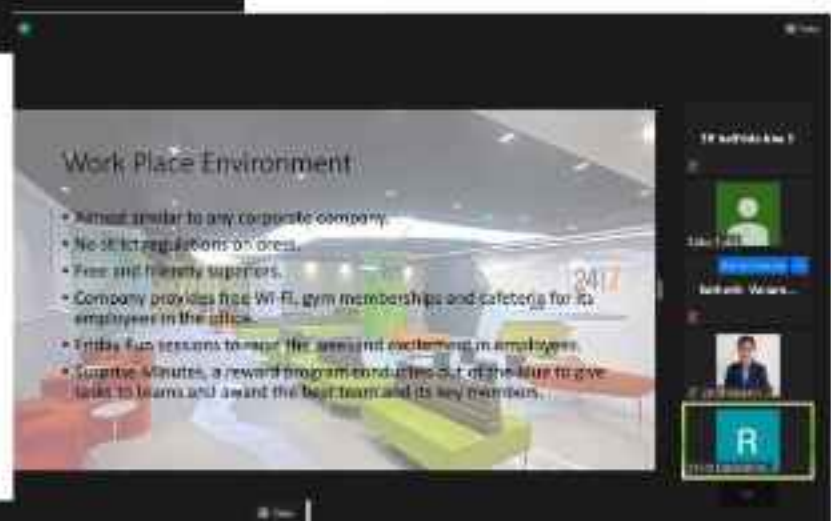 Work Place Environment
• Almost similar to any corporate company.
• No strict regulations on dress.
• Free and friendly superiors.
• Company provides free Wi-Fi, gym memberships and cafeteria for its
employees in the office.
• Friday Fun sessions to raise the weekend excitement in employees.
• Surprise Minutes, a reward program conducted out of the blue to give
tasks to teams and award the best team and its key members.
24|7
R